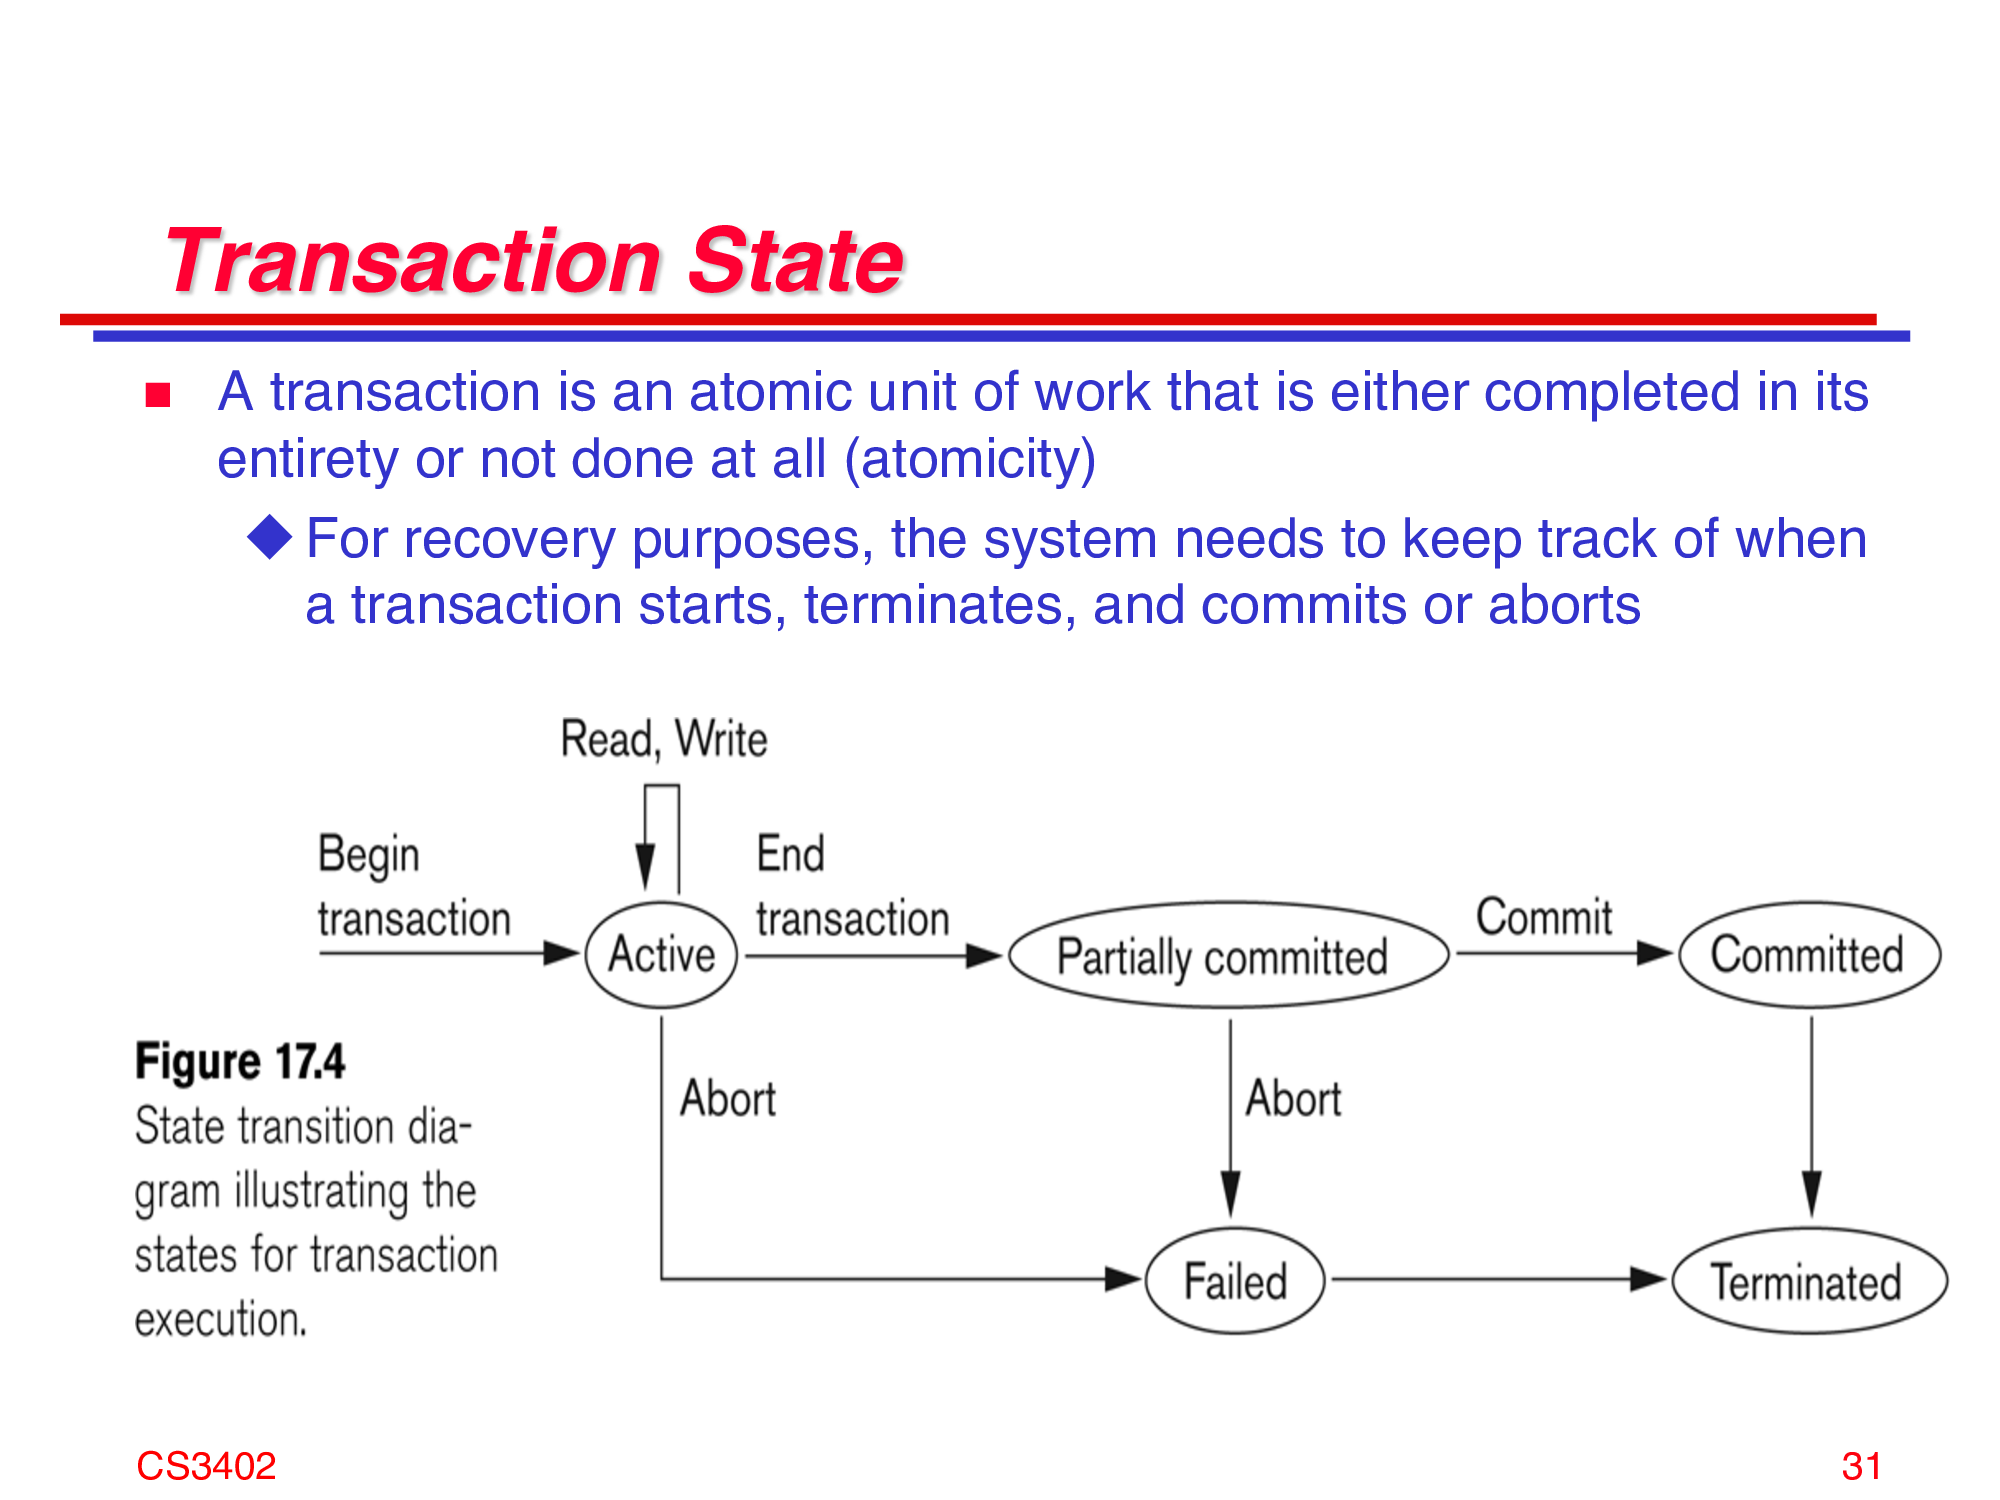 Transaction State
A transaction is an atomic unit of work that is either completed in its
entirety or not done at all (atomicity)
For recovery purposes, the system needs to keep track of when
a transaction starts, terminates, and commits or aborts
Read, Write
Begin
transaction
End
transaction
Commit
Active
Partially committed
Committed
Abort
Abort
Failed
Terminated
Figure 17.4
State transition dia-
gram illustrating the
states for transaction
execution.
CS3402
31